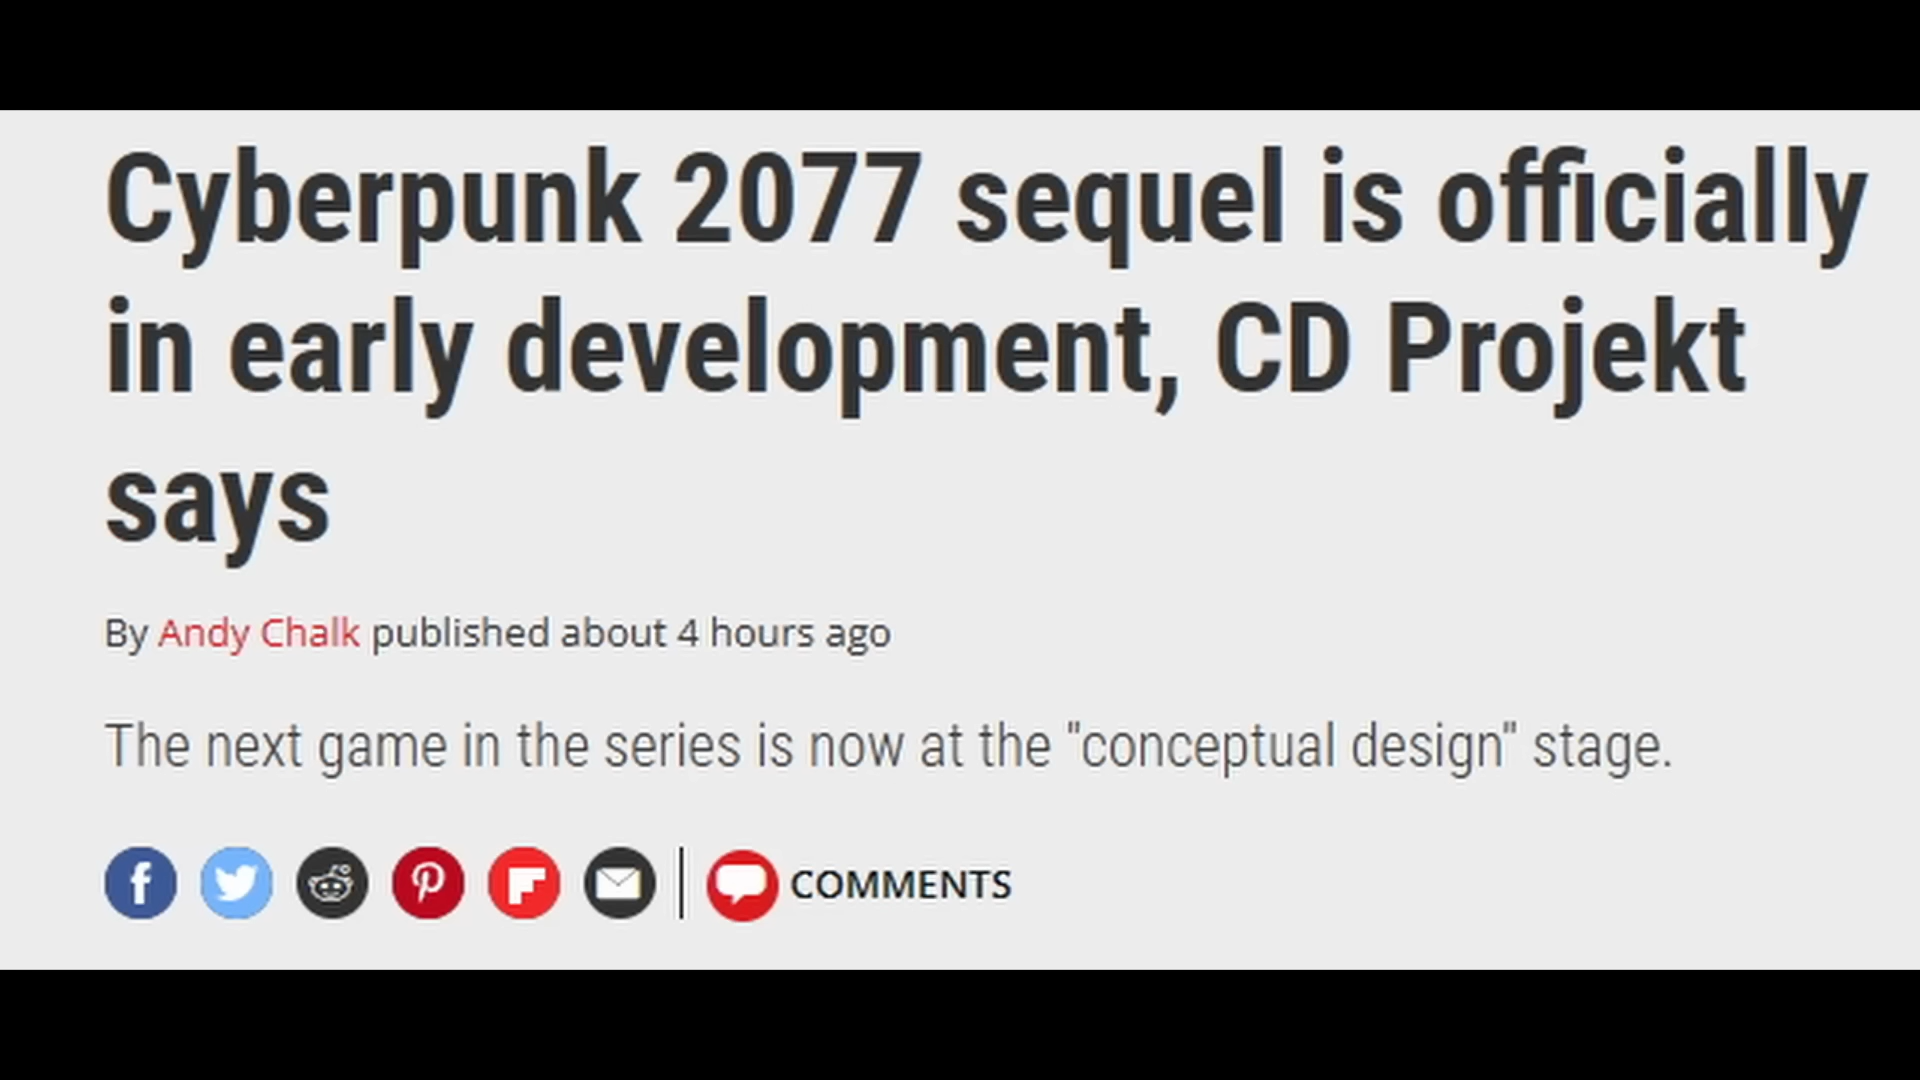 Cyberpunk 2077 sequel is officially
in early development, CD Projekt
says
By Andy Chalk published about 4 hours ago
The next game in the series is now at the "conceptual design" stage.
COMMENTS